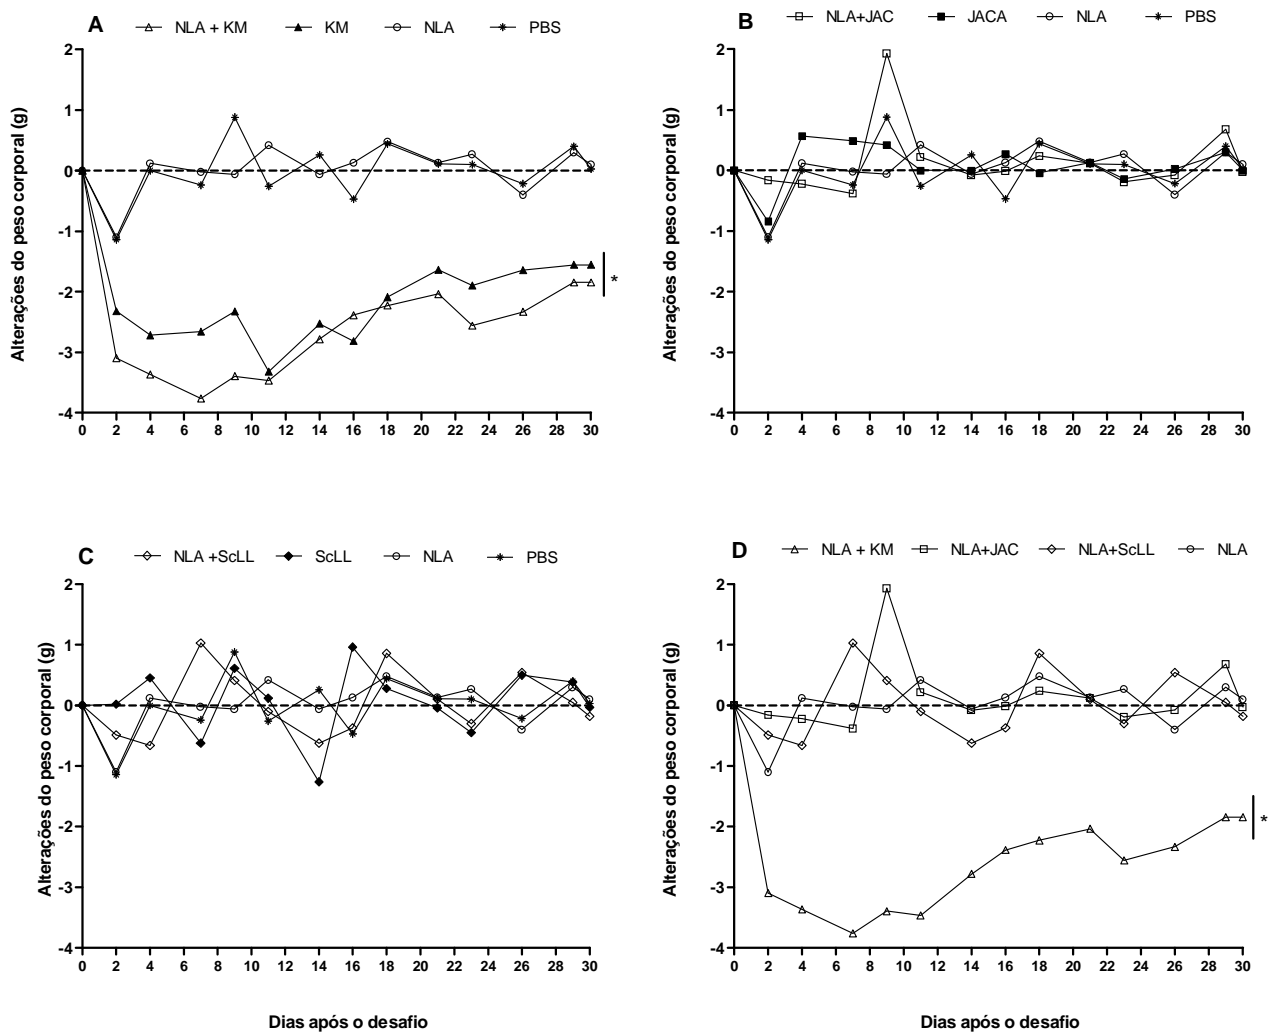 A NLA + KM KM NLA PBS
Alterações do peso corporal (g)
2
1
0
-1
-2
-3
-4
*
0 2 4 6 8 10 12 14 16 18 20 22 24 26 28 30
B NLA+JAC JACA NLA PBS
Alterações do peso corporal (g)
2
1
0
-1
-2
-3
-4
0 2 4 6 8 10 12 14 16 18 20 22 24 26 28 30
C NLA +ScLL ScLL NLA PBS
Alterações do peso corporal (g)
2
1
0
-1
-2
-3
-4
0 2 4 6 8 10 12 14 16 18 20 22 24 26 28 30
Dias após o desafio
D NLA + KM NLA+JAC NLA+ScLL NLA
Alterações do peso corporal (g)
2
1
0
-1
-2
-3
-4
*
0 2 4 6 8 10 12 14 16 18 20 22 24 26 28 30
Dias após o desafio